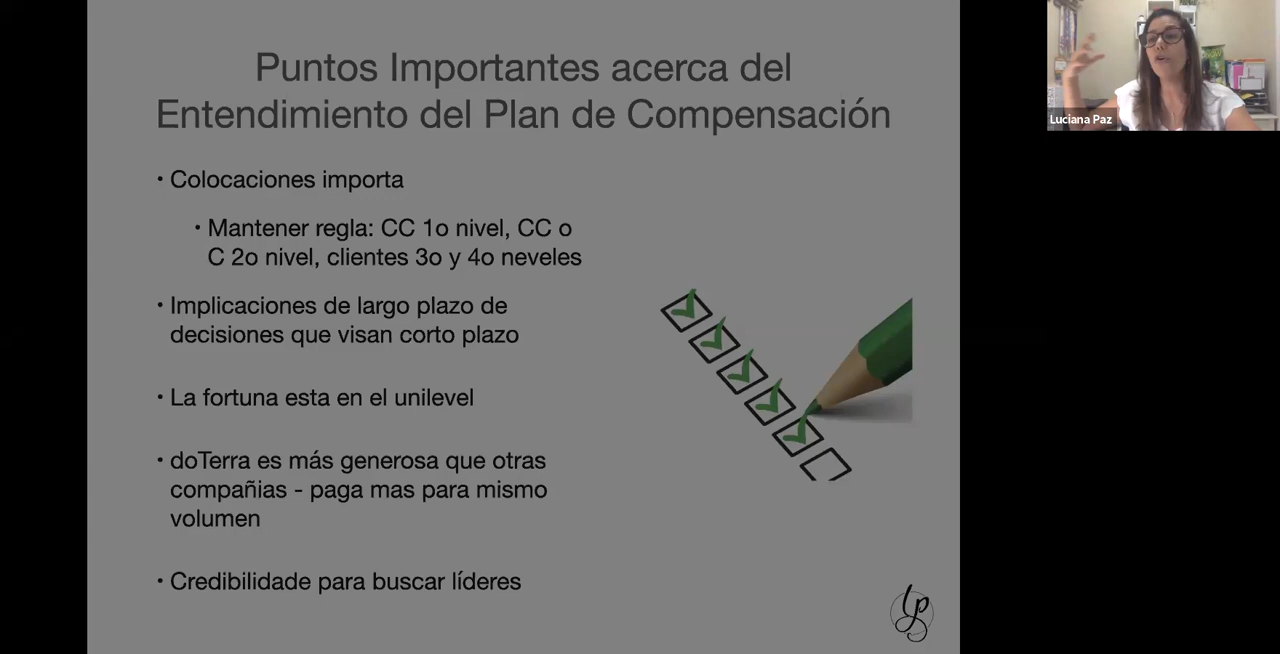 Puntos Importantes acerca del
Entendimiento del Plan de Compensación
• Colocaciones importa
• Mantener regla: CC 1o nivel, CC o
C 2o nivel, clientes 3o y 4o neveles
• Implicaciones de largo plazo de
decisiones que visan corto plazo
• La fortuna esta en el unilevel
• doTerra es más generosa que otras
compañias - paga mas para mismo
volumen
• Credibilidade para buscar líderes
lp
Luciana Paz